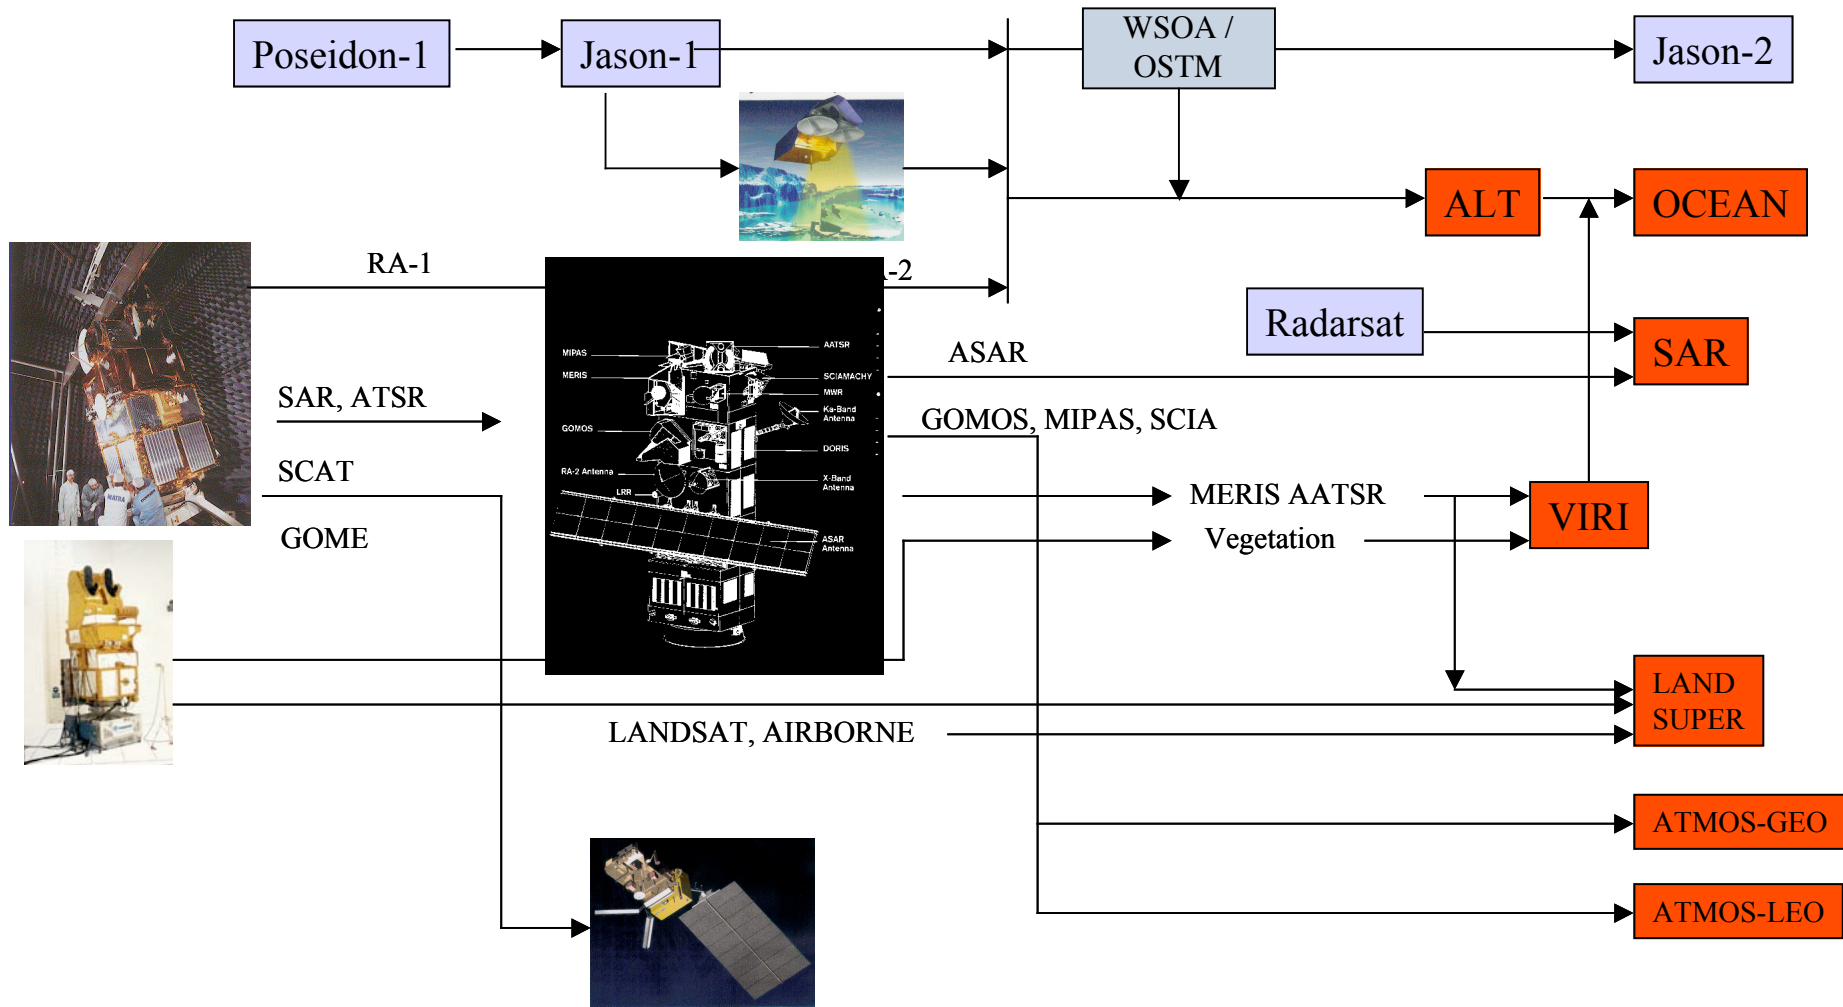 Poseidon-1
Jason-1
WSOA /
OSTM
Jason-2
ALT
OCEAN
RA-1
-2
Radarsat
SAR
ASAR
SAR, ATSR
GOMOS, MIPAS, SCIA
SCAT
GOME
MERIS AATSR
Vegetation
VIRI
MIPAS
MERIS
GOMOS
RA-2 Antenna
LRR
AATSR
SCIAMACHY
MWR
Ka-Band
Antenna
DORIS
X-Band
Antenna
ASAR
Antenna
MATRA
LAND
SUPER
LANDSAT, AIRBORNE
ATMOS-GEO
ATMOS-LEO